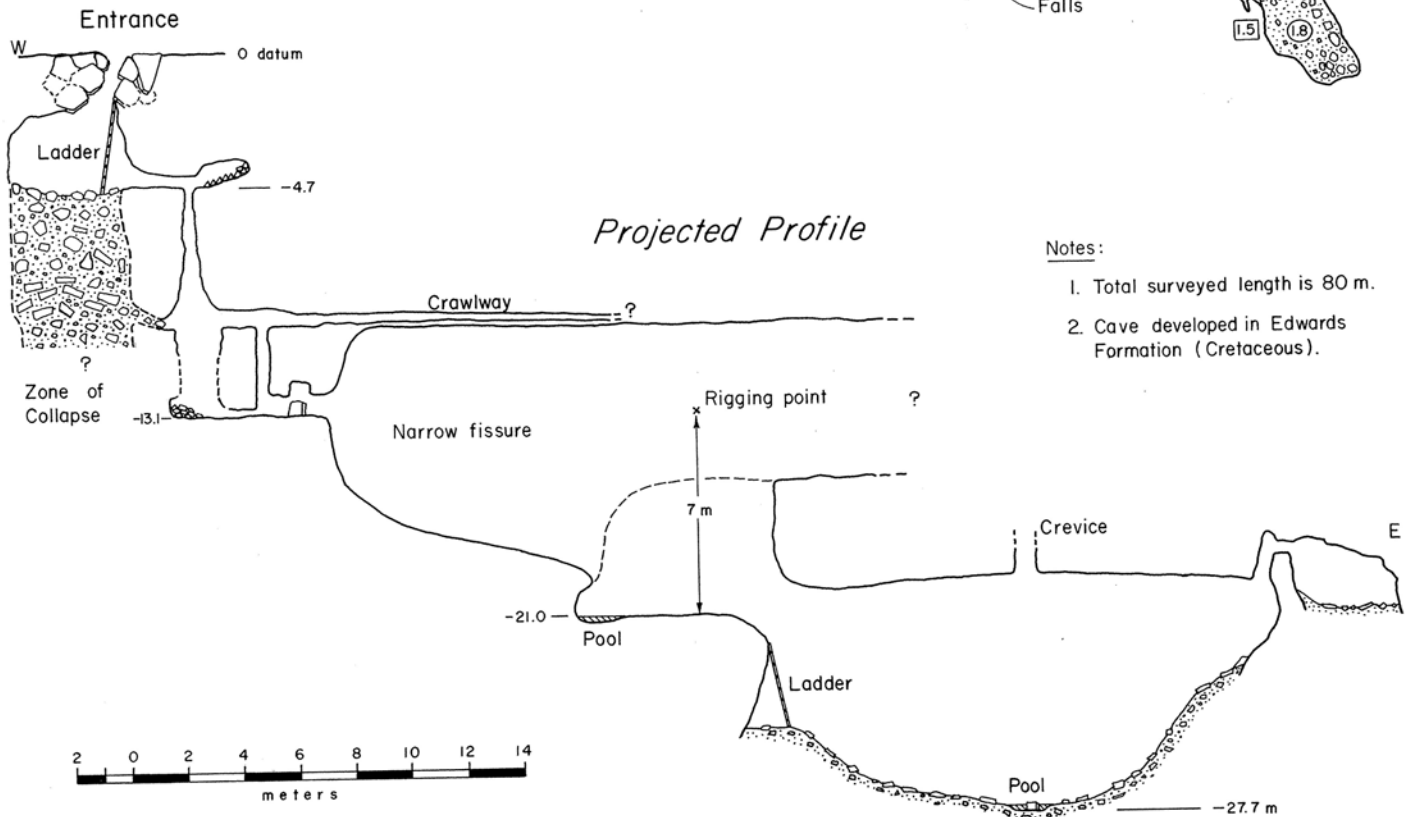 Falls
1.5
1.8
Entrance
W
0 datum
Ladder
-4.7
Projected Profile
Notes:
1. Total surveyed length is 80 m.
2. Cave developed in Edwards
Formation (Cretaceous).
Crawlway
?
?
Zone of
Collapse
-13.1
Rigging point
?
Narrow fissure
7 m
Crevice
E
-21.0
Pool
Ladder
2 0 2 4 6 8 10 12 14
meters
Pool
-27.7 m